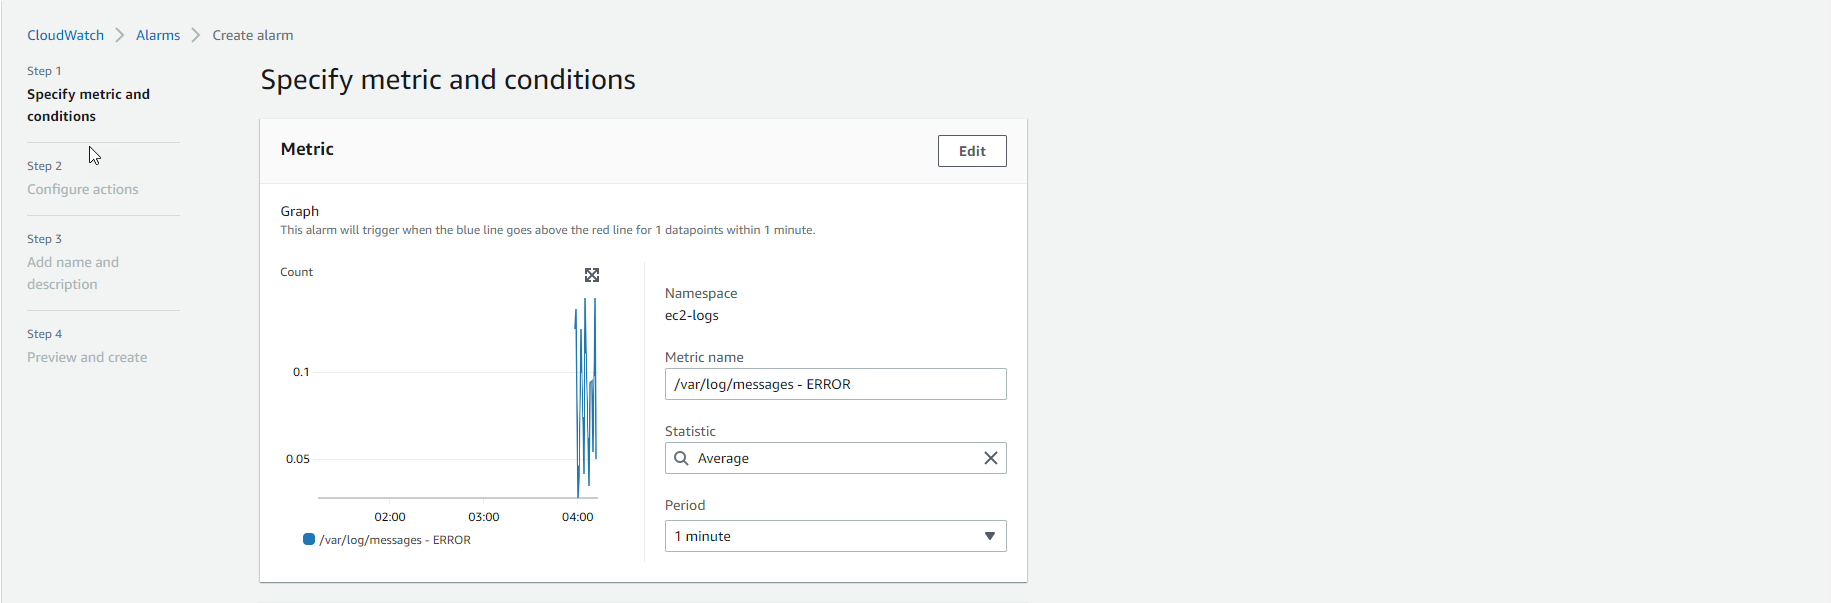 CloudWatch
Alarms
Create alarm
Step 1
Specify metric and
conditions
Step 2
Configure actions
Step 3
Add name and
description
Step 4
Preview and create
Specify metric and conditions
Metric
Edit
Graph
This alarm will trigger when the blue line goes above the red line for 1 datapoints within 1 minute.
Count
0.1
0.05
02:00
03:00
04:00
/var/log/messages - ERROR
Namespace
ec2-logs
Metric name
/var/log/messages - ERROR
Statistic
Average
Period
1 minute